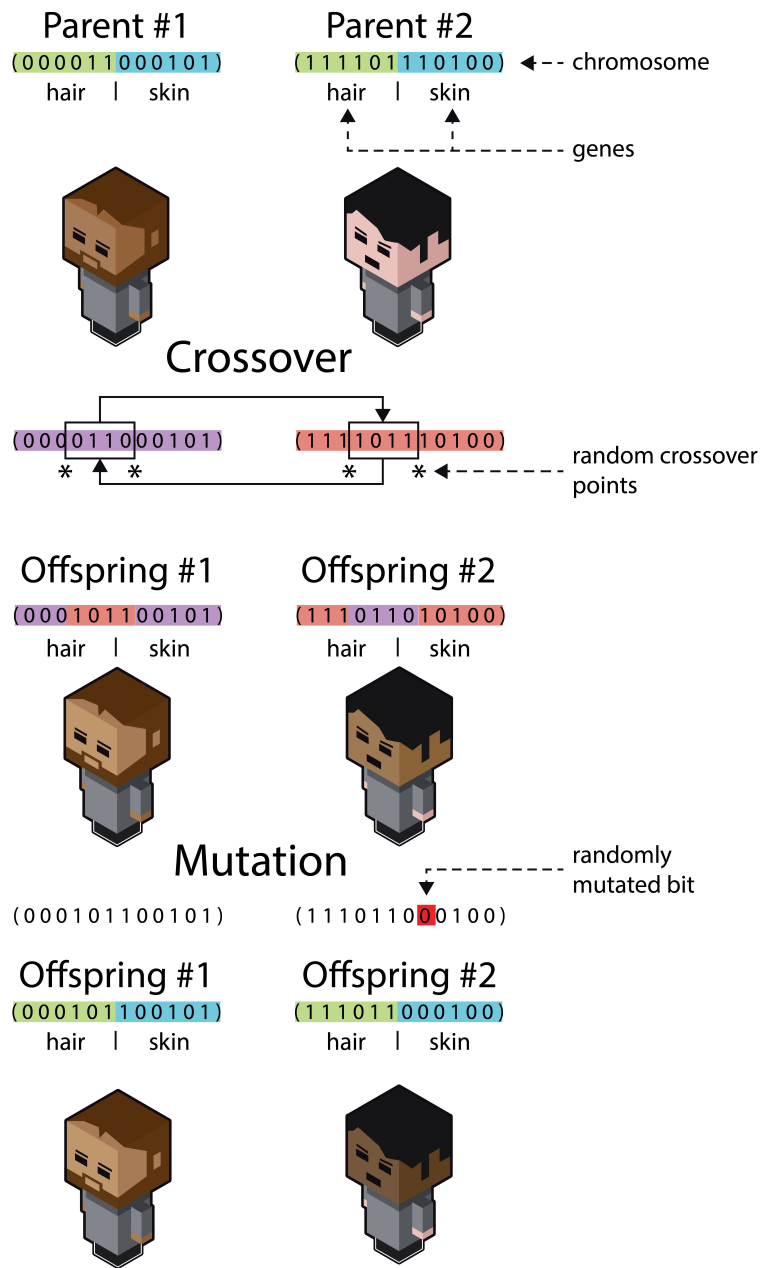 Parent #1 Parent #2
(000011000101) (111101110100) chromosome
hair | skin hair | skin
genes
Crossover
(000011000101) (111101110100)
* * * * random crossover
points
Offspring #1 Offspring #2
(000101100101) (111011010100)
hair | skin hair | skin
Mutation
randomly
mutated bit
(000101100101) (111011000100)
Offspring #1 Offspring #2
(000101100101) (111011000100)
hair | skin hair | skin